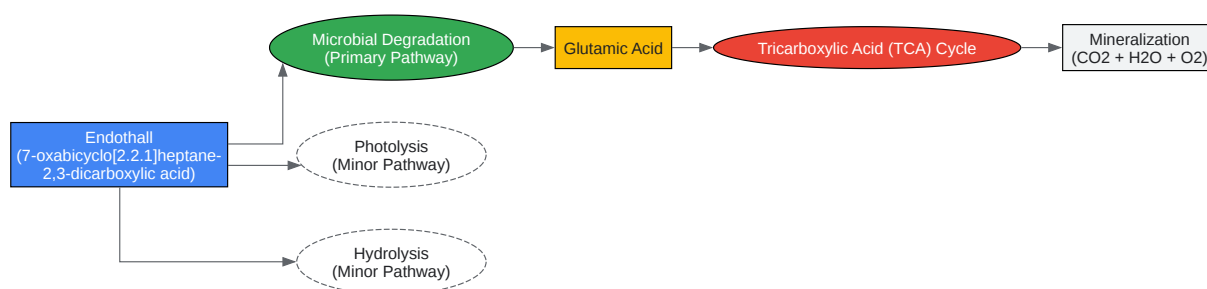 Microbial Degradation
(Primary Pathway)
Glutamic Acid
Tricarboxylic Acid (TCA) Cycle
Mineralization
(CO2 + H2O + O2)
Endothall
(7-oxabicyclo[2.2.1]heptane-
2,3-dicarboxylic acid)
Photolysis
(Minor Pathway)
Hydrolysis
(Minor Pathway)